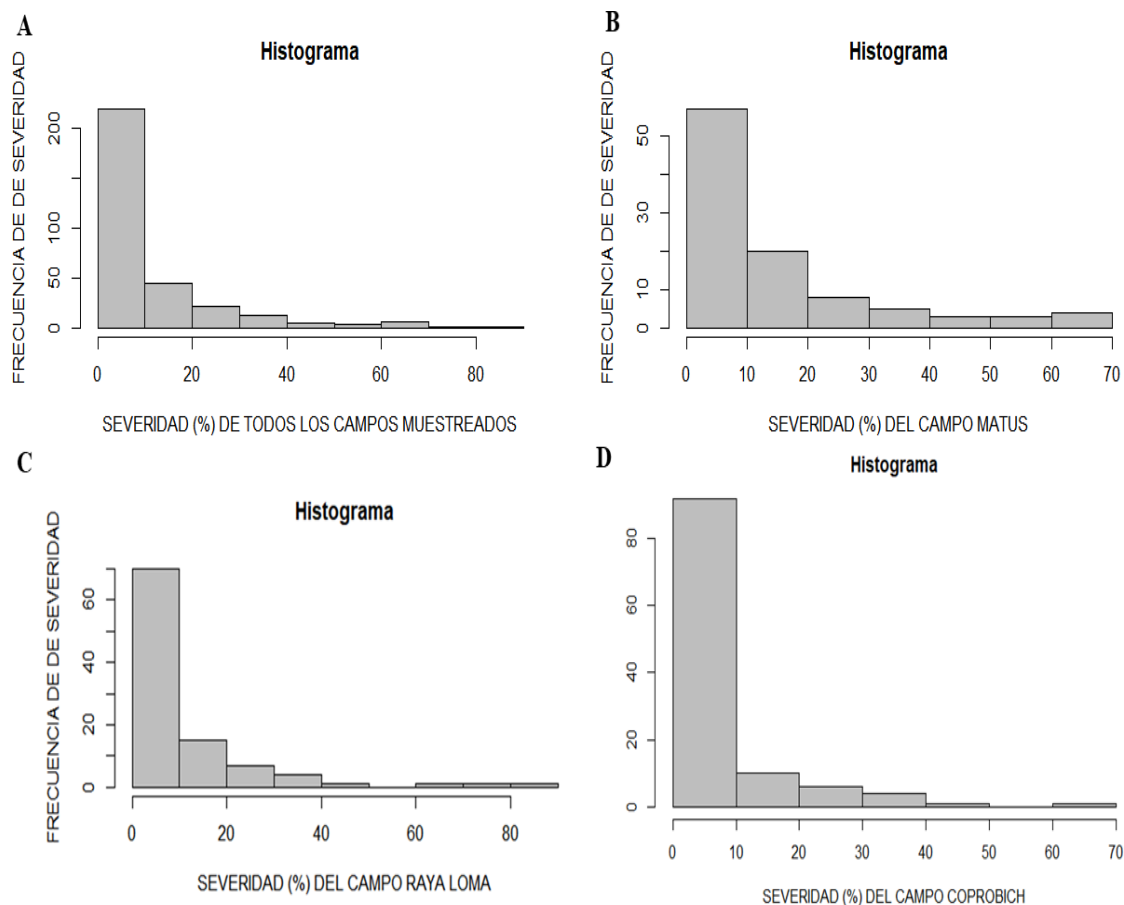 A
Histograma
FRECUENCIA DE DE SEVERIDAD
200
100
50
0
0 20 40 60 80
SEVERIDAD (%) DE TODOS LOS CAMPOS MUESTREADOS
B
Histograma
FRECUENCIA DE DE SEVERIDAD
50
30
10
0
0 10 20 30 40 50 60 70
SEVERIDAD (%) DEL CAMPO MATUS
C
Histograma
FRECUENCIA DE DE SEVERIDAD
60
40
20
0
0 20 40 60 80
SEVERIDAD (%) DEL CAMPO RAYA LOMA
D
Histograma
80
60
40
20
0
0 10 20 30 40 50 60 70
SEVERIDAD (%) DEL CAMPO COPROBICH